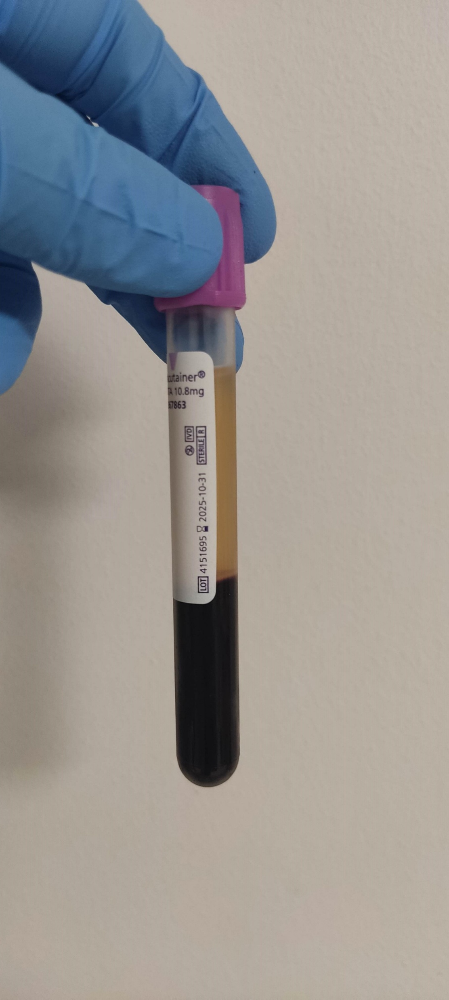 cutainer®
TA 10.8mg
67863
IVD
STERILE R
LOT 4151695 2025-10-31